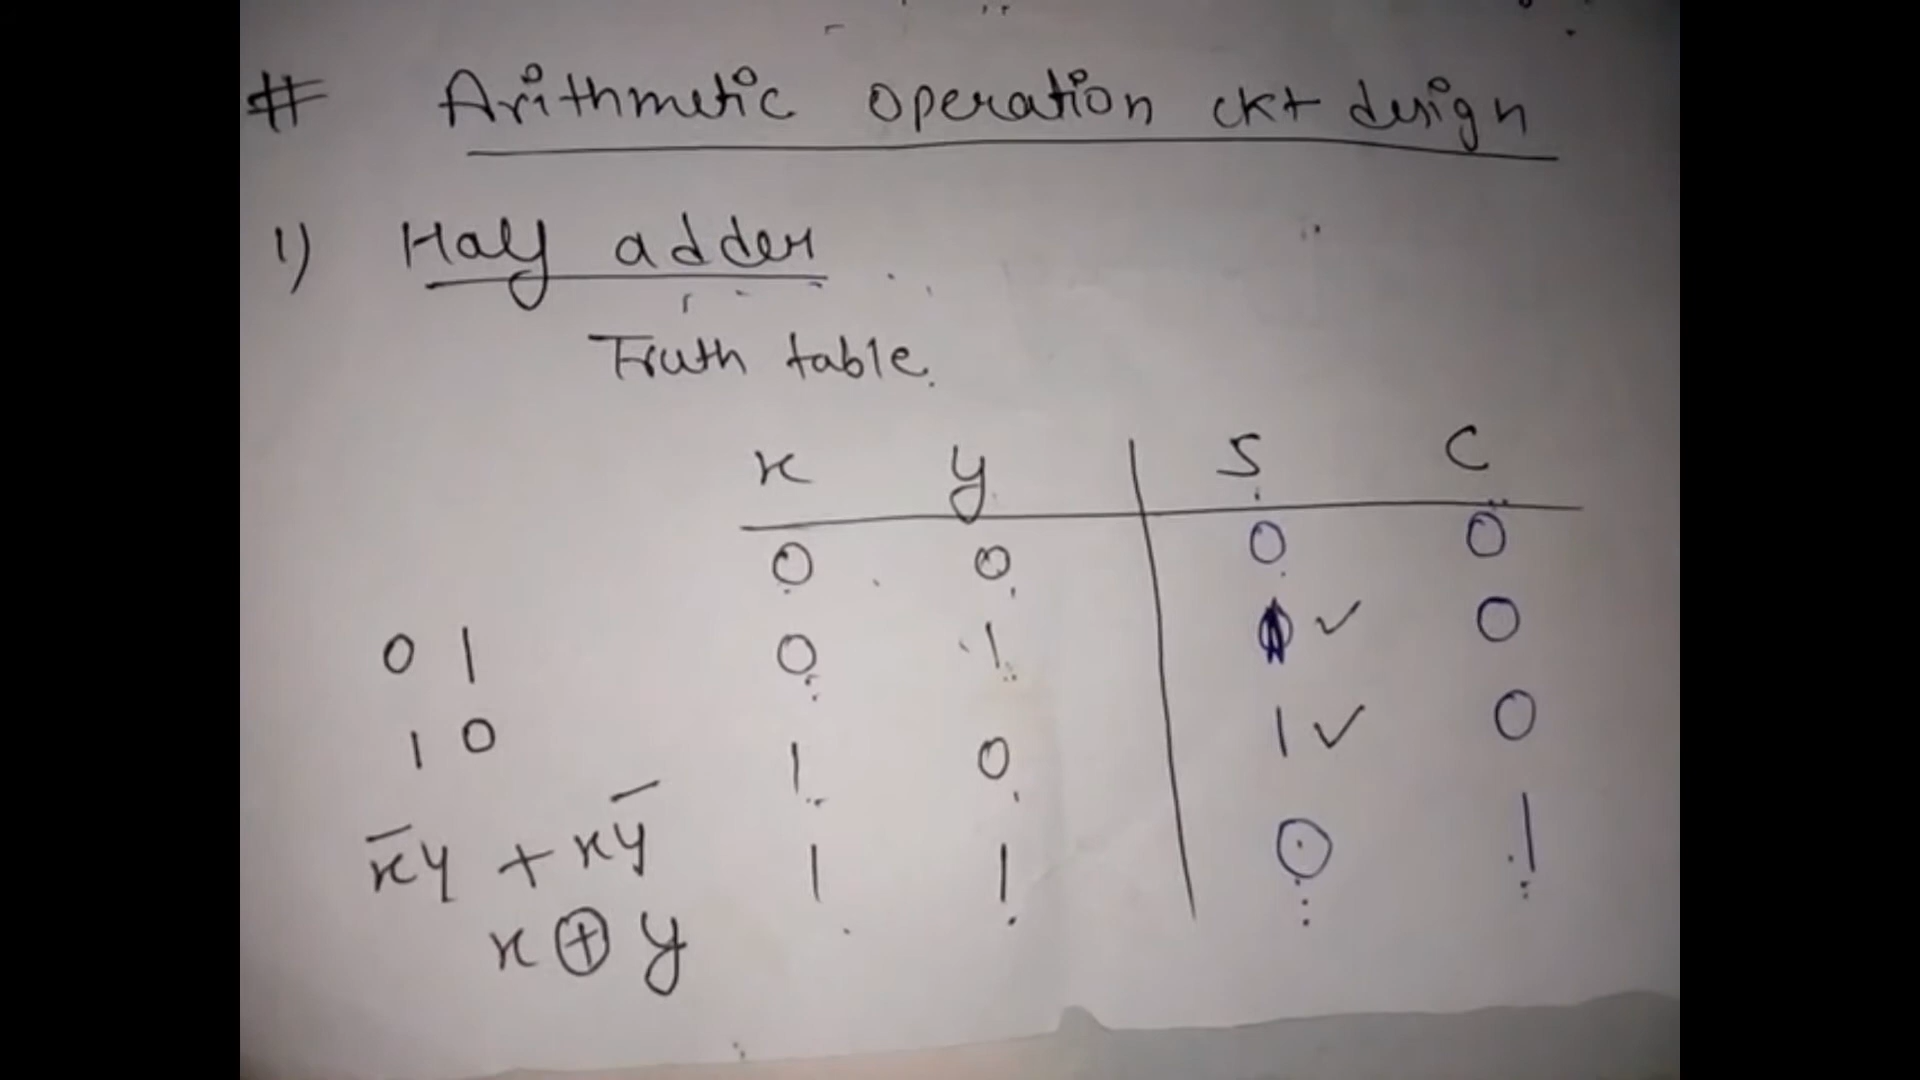 # Arithmetic operation ckt design
1) Half adder
Truth table.
x y | S C
0 0 0 0
0 1 0 1 1 ✓ 0
1 0 1 0 1 ✓ 0
x̄y + xȳ 1 1 0 1
x ⊕ y